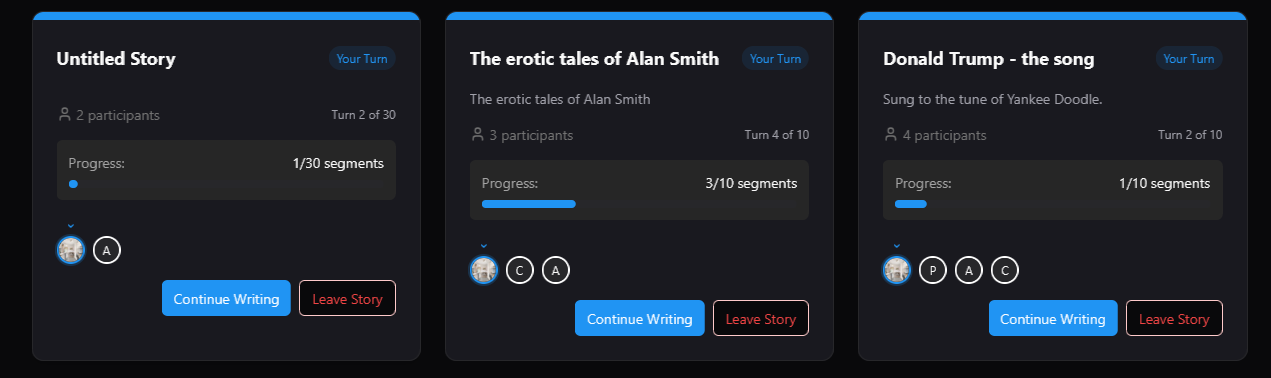 Untitled Story
Your Turn
2 participants
Turn 2 of 30
Progress:
1/30 segments
A
Continue Writing
Leave Story
The erotic tales of Alan Smith
Your Turn
The erotic tales of Alan Smith
3 participants
Turn 4 of 10
Progress:
3/10 segments
C
A
Continue Writing
Leave Story
Donald Trump - the song
Your Turn
Sung to the tune of Yankee Doodle.
4 participants
Turn 2 of 10
Progress:
1/10 segments
P
A
C
Continue Writing
Leave Story